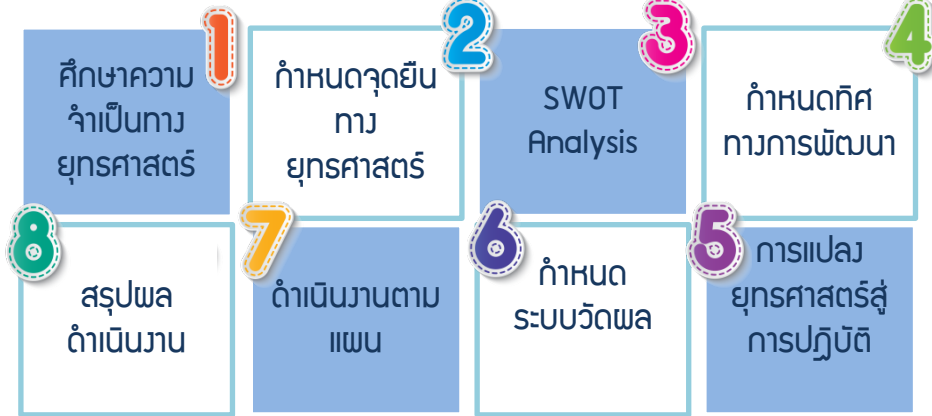 1
ศึกษาความ
จำเป็นทาง
ยุทรศาสตร์
2
กำหนดจุดยืน
ทาง
ยุทรศาสตร์
3
SWOT
Analysis
4
กำหนดทิศ
ทางการพัฒนา
5
การแปลง
ยุทรศาสตร์สู่
การปฏิบัติ
6
กำหนด
ระบบวัดผล
7
ดำเนินงานตาม
แผน
8
สรุปผล
ดำเนินงาน